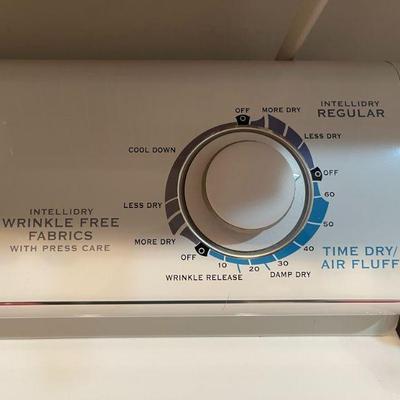 OFF
MORE DRY
INTELLIDRY
REGULAR
LESS DRY
COOL DOWN
OFF
60
LESS DRY
INTELLIDRY
WRINKLE FREE
FABRICS
WITH PRESS CARE
50
MORE DRY
40
TIME DRY/
AIR FLUFF
OFF
10
20
30
WRINKLE RELEASE
DAMP DRY